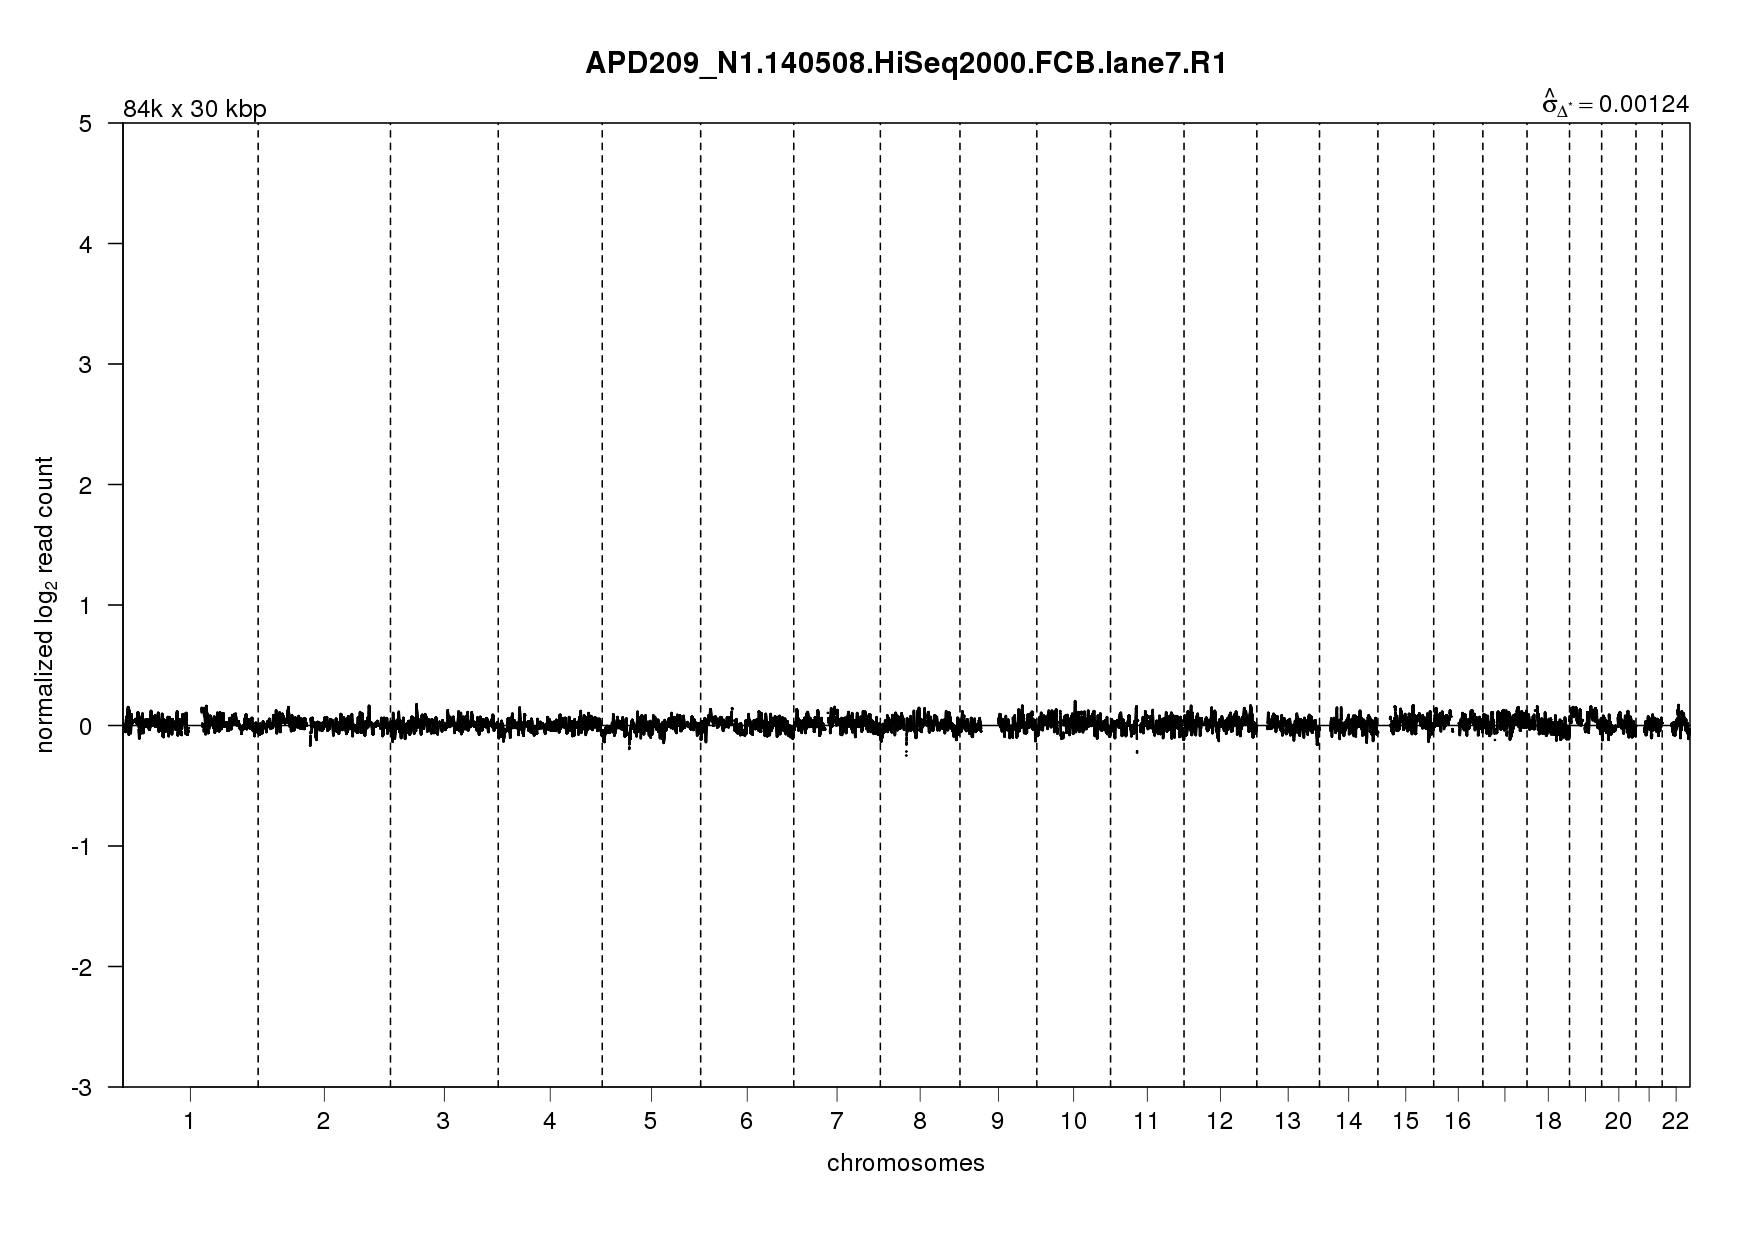 APD209_N1.140508.HiSeq2000.FCB.lane7.R1
84k x 30 kbp
σ̂Δ* = 0.00124
5
4
3
2
1
0
-1
-2
-3
normalized log₂ read count
1 2 3 4 5 6 7 8 9 10 11 12 13 14 15 16 18 20 22
chromosomes